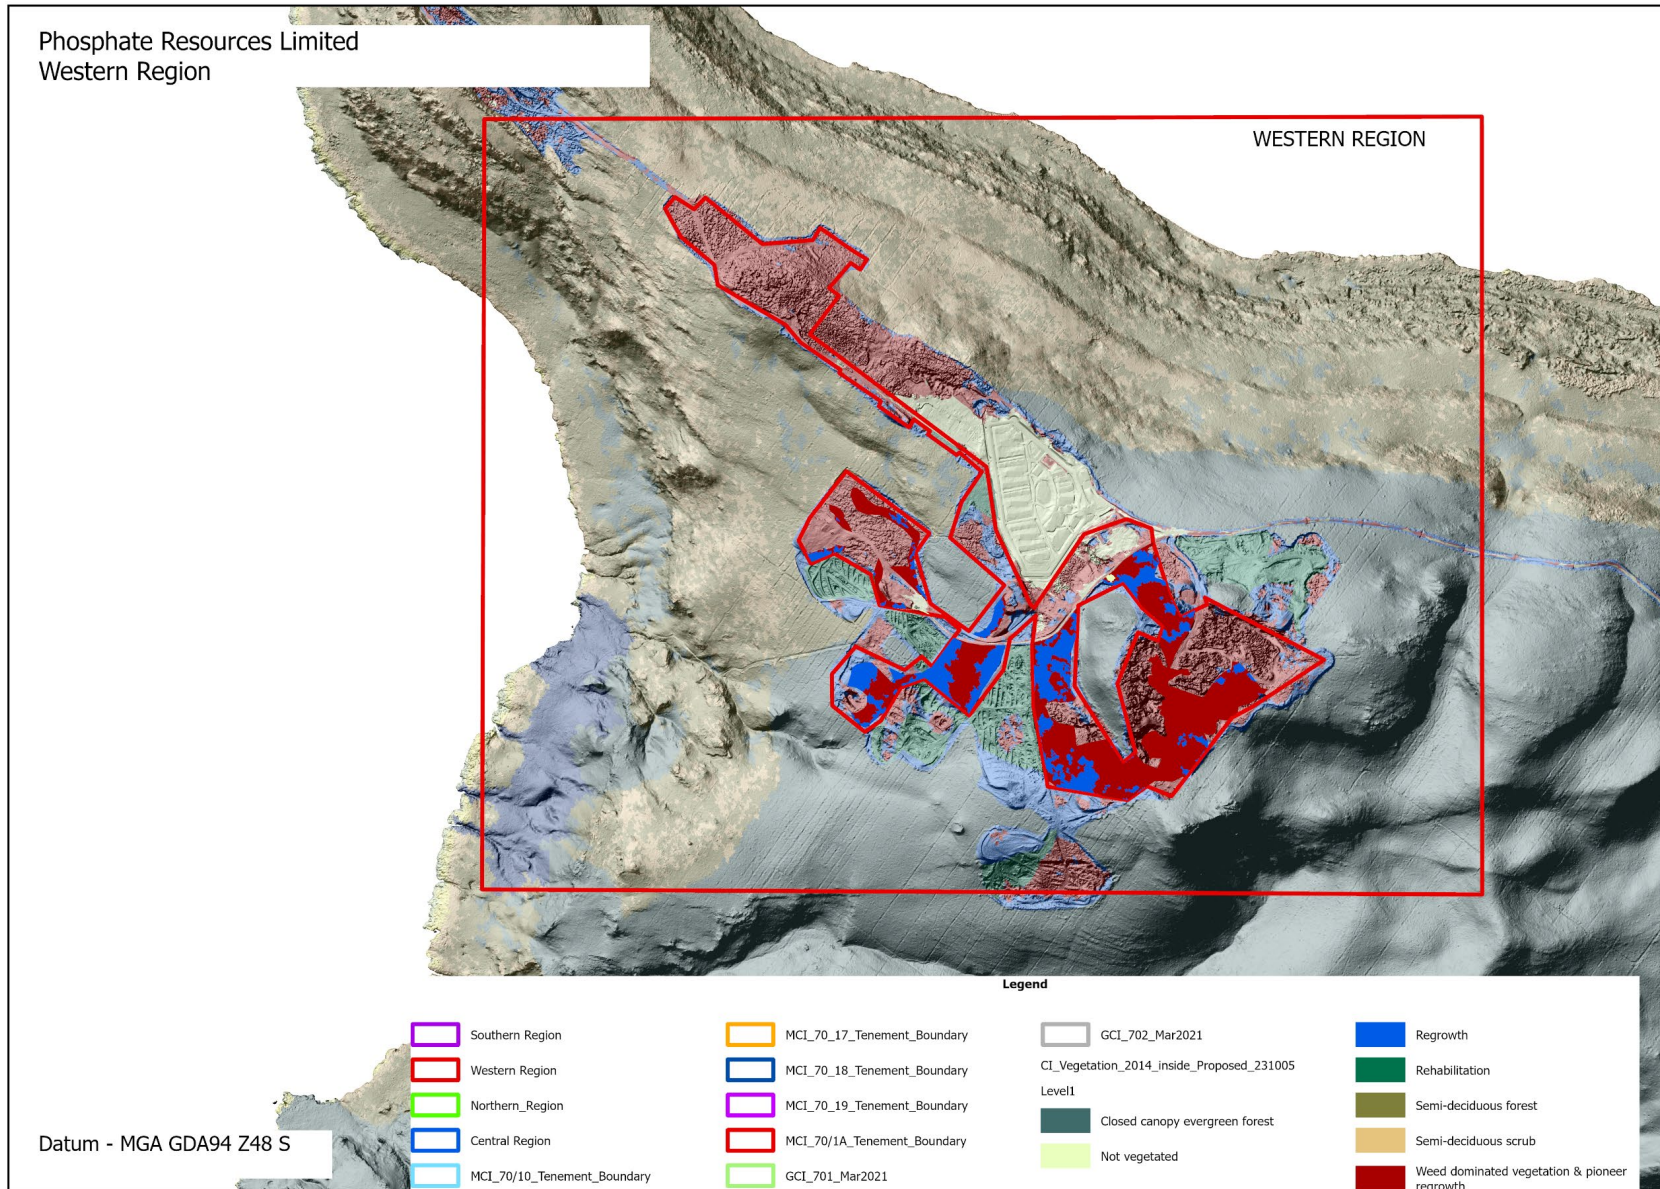 Phosphate Resources Limited
Western Region
WESTERN REGION
Legend
Southern Region
Western Region
Northern_Region
Central Region
MCI_70/10_Tenement_Boundary
MCI_70_17_Tenement_Boundary
MCI_70_18_Tenement_Boundary
MCI_70_19_Tenement_Boundary
MCI_70/1A_Tenement_Boundary
GCI_701_Mar2021
GCI_702_Mar2021
CI_Vegetation_2014_inside_Proposed_231005
Level1
Closed canopy evergreen forest
Not vegetated
Regrowth
Rehabilitation
Semi-deciduous forest
Semi-deciduous scrub
Weed dominated vegetation & pioneer
regrowth
Datum - MGA GDA94 Z48 S